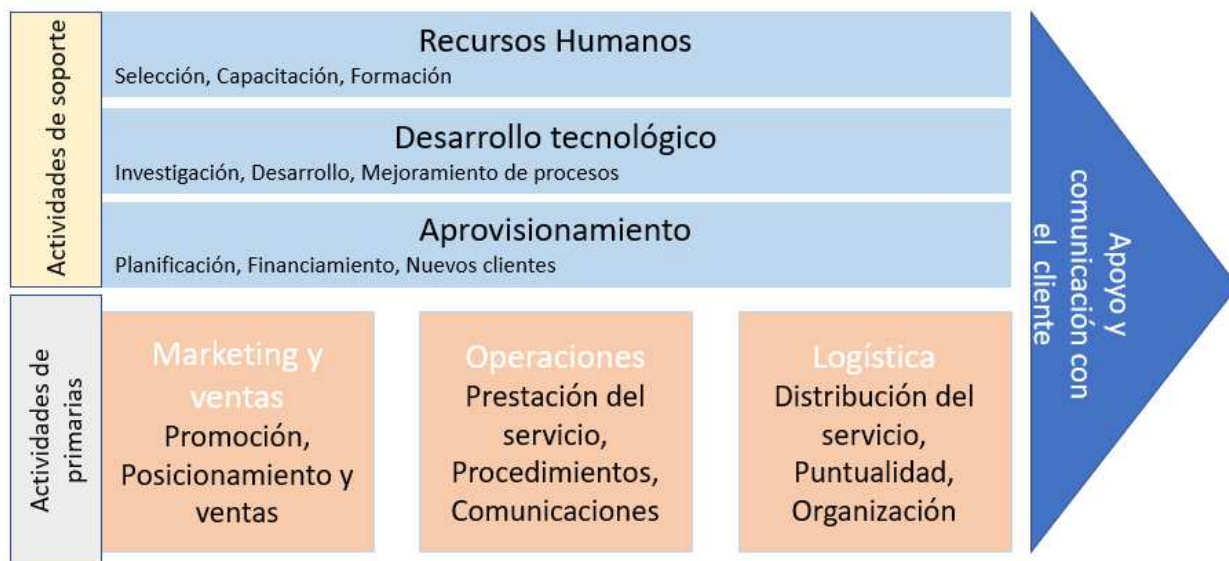 Actividades de soporte
Recursos Humanos
Selección, Capacitación, Formación
Desarrollo tecnológico
Investigación, Desarrollo, Mejoramiento de procesos
Aprovisionamiento
Planificación, Financiamiento, Nuevos clientes
Actividades de
primarias
Marketing y
ventas
Promoción,
Posicionamiento y
ventas
Operaciones
Prestación del
servicio,
Procedimientos,
Comunicaciones
Logística
Distribución del
servicio,
Puntualidad,
Organización
Apoyo y
comunicación con
el cliente